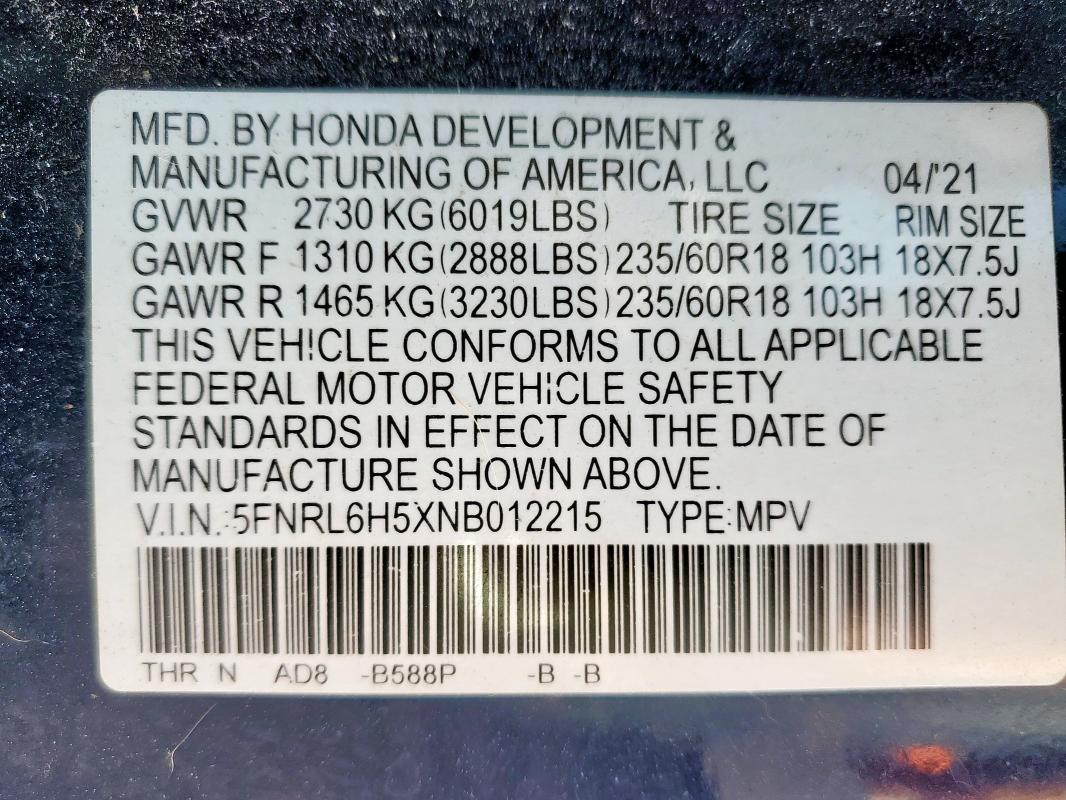 MFD. BY HONDA DEVELOPMENT &
MANUFACTURING OF AMERICA, LLC 04/'21
GVWR 2730 KG(6019LBS) TIRE SIZE RIM SIZE
GAWR F 1310 KG(2888LBS) 235/60R18 103H 18X7.5J
GAWR R 1465 KG(3230LBS) 235/60R18 103H 18X7.5J
THIS VEHICLE CONFORMS TO ALL APPLICABLE
FEDERAL MOTOR VEHICLE SAFETY
STANDARDS IN EFFECT ON THE DATE OF
MANUFACTURE SHOWN ABOVE.
V.I.N.:5FNRL6H5XNB012215 TYPE:MPV
THR N AD8 -B588P -B -B